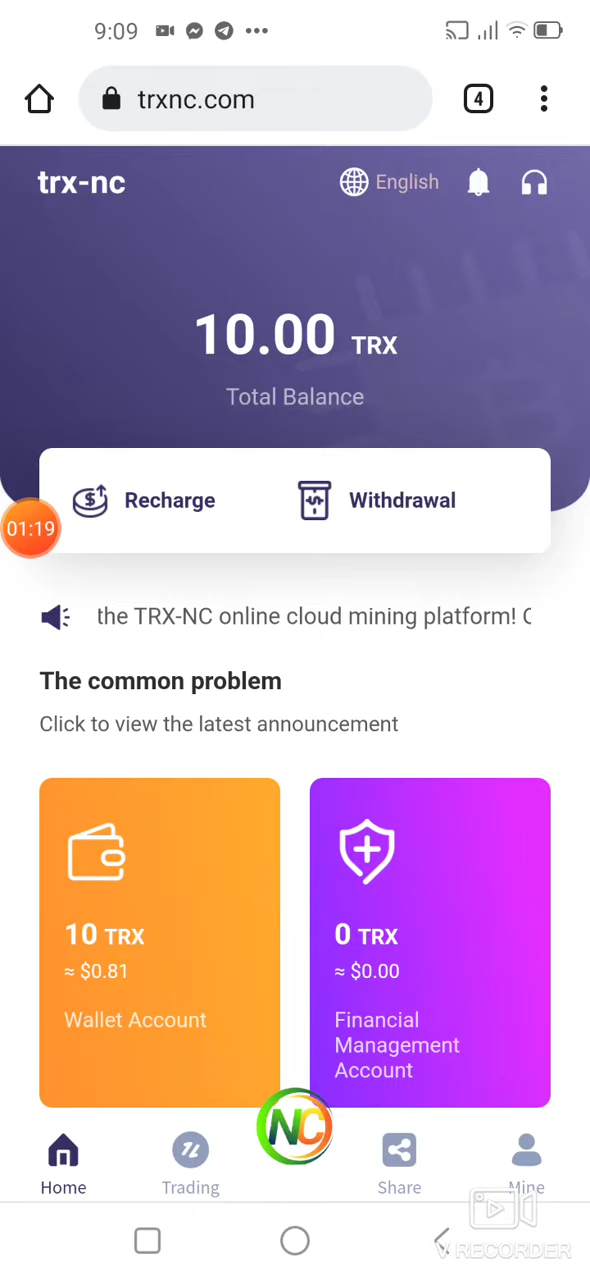 9:09
trxnc.com
4
trx-nc
English
10.00 TRX
Total Balance
Recharge
Withdrawal
01:19
the TRX-NC online cloud mining platform! C
The common problem
Click to view the latest announcement
10 TRX
≈ $0.81
Wallet Account
0 TRX
≈ $0.00
Financial
Management
Account
NC
Home
Trading
Share
Mine
V RECORDER